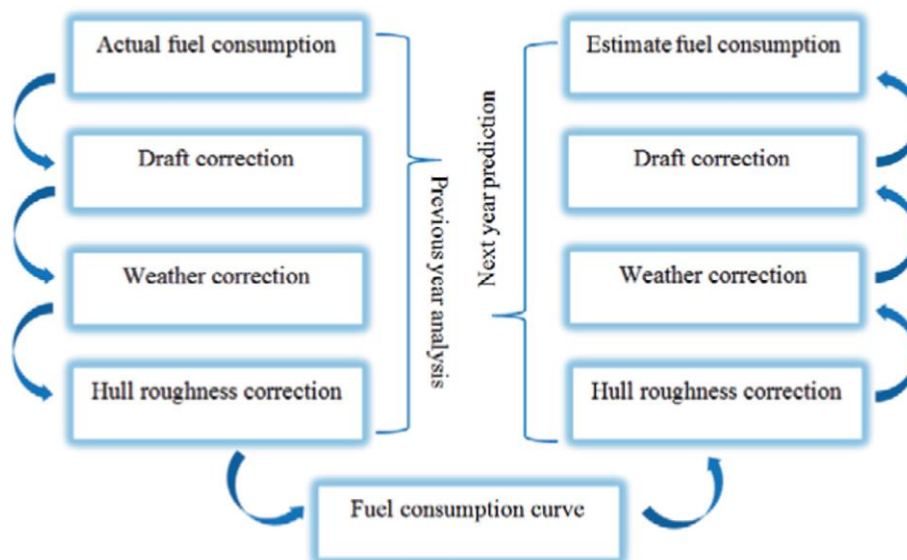 Actual fuel consumption
Draft correction
Weather correction
Hull roughness correction
Previous year analysis
Fuel consumption curve
Next year prediction
Estimate fuel consumption
Draft correction
Weather correction
Hull roughness correction